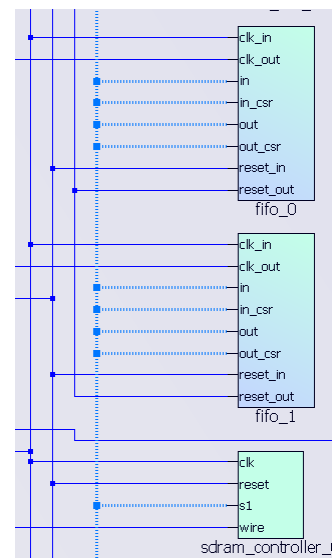 clk_in
clk_out
in
in_csr
out
out_csr
reset_in
reset_out
fifo_0
clk_in
clk_out
in
in_csr
out
out_csr
reset_in
reset_out
fifo_1
clk
reset
s1
wire
sdram_controller_